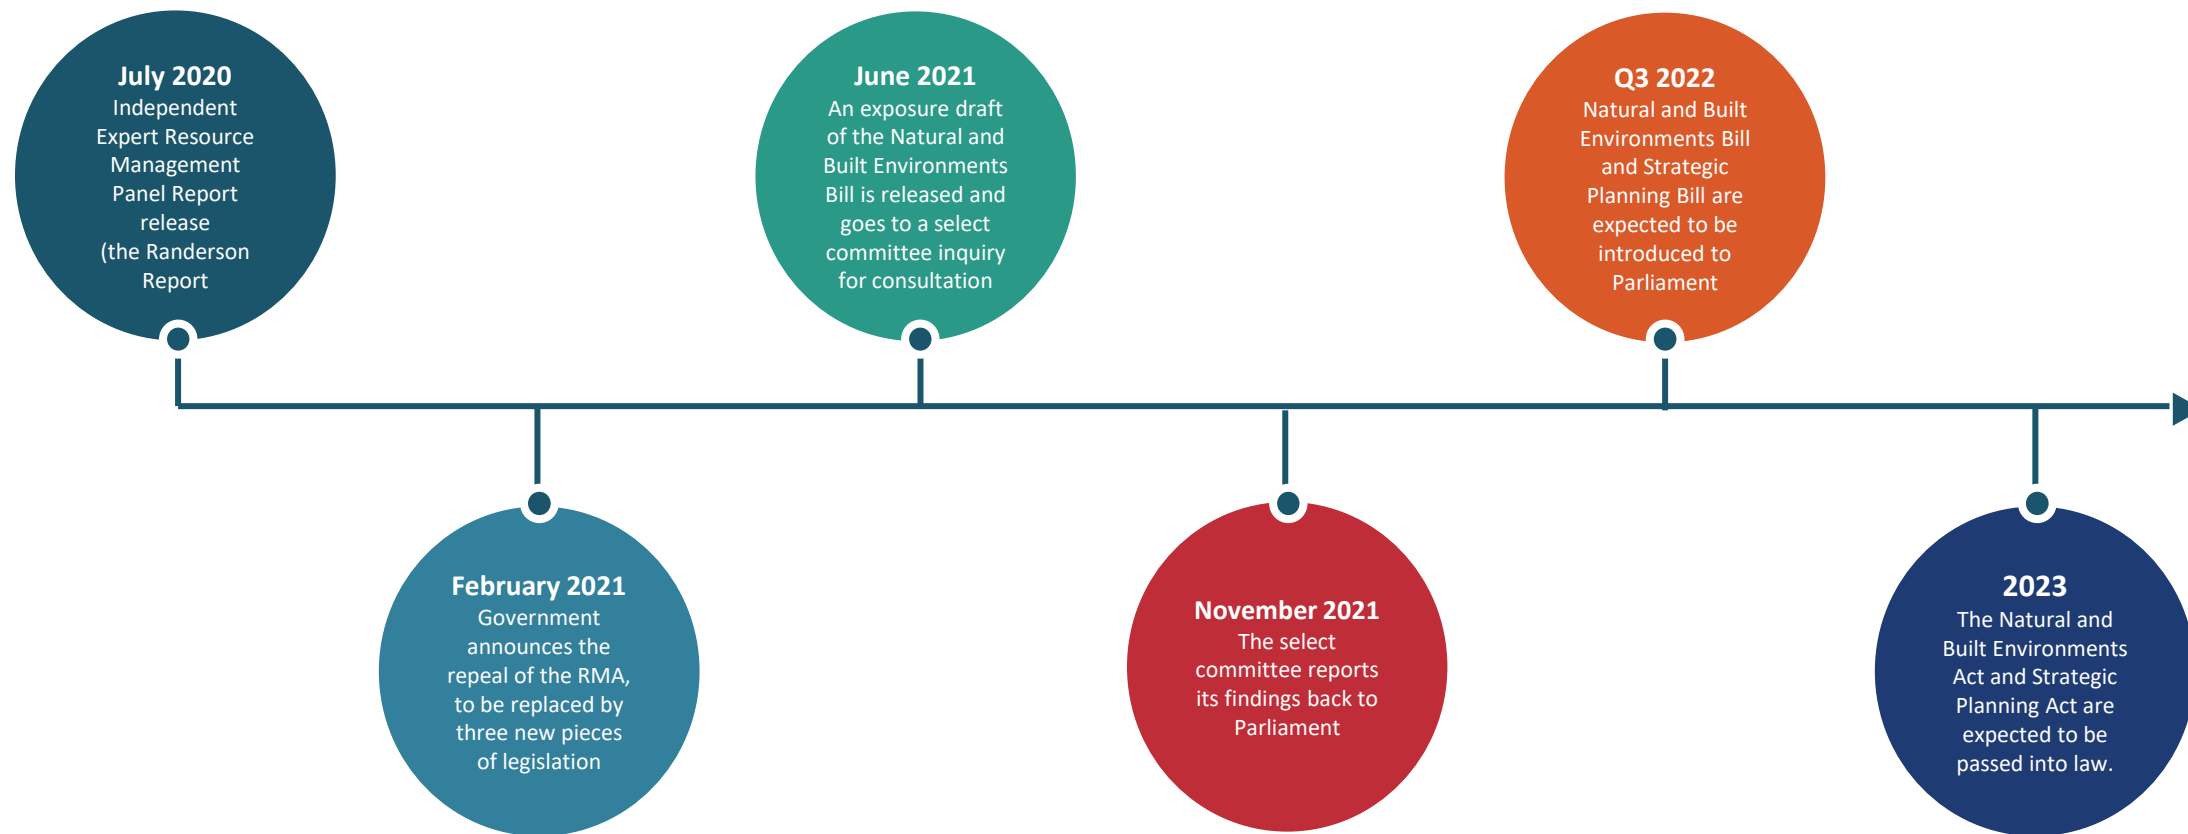 July 2020
Independent
Expert Resource
Management
Panel Report
release
(the Randerson
Report
February 2021
Government
announces the
repeal of the RMA,
to be replaced by
three new pieces
of legislation
June 2021
An exposure draft
of the Natural and
Built Environments
Bill is released and
goes to a select
committee inquiry
for consultation
November 2021
The select
committee reports
its findings back to
Parliament
Q3 2022
Natural and Built
Environments Bill
and Strategic
Planning Bill are
expected to be
introduced to
Parliament
2023
The Natural and
Built Environments
Act and Strategic
Planning Act are
expected to be
passed into law.